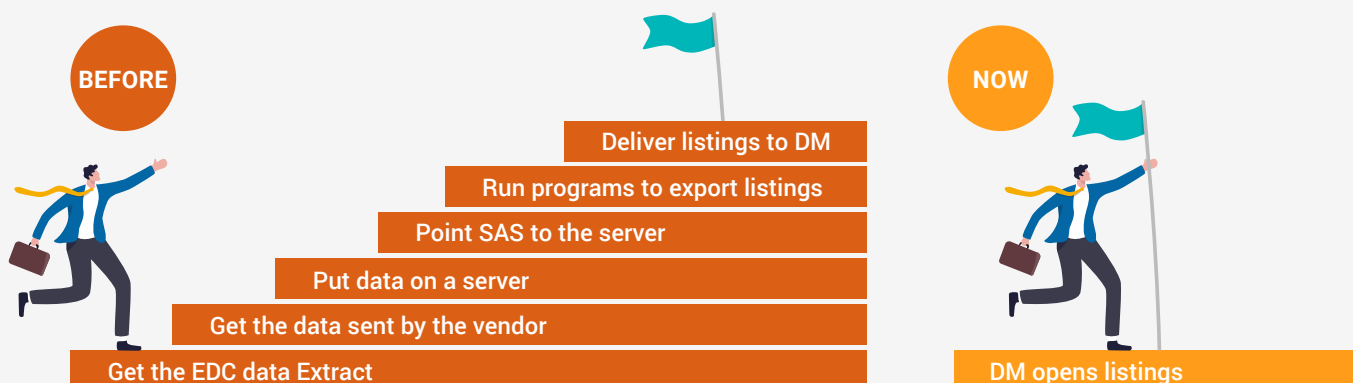 BEFORE
Deliver listings to DM
Run programs to export listings
Point SAS to the server
Put data on a server
Get the data sent by the vendor
Get the EDC data Extract
NOW
DM opens listings